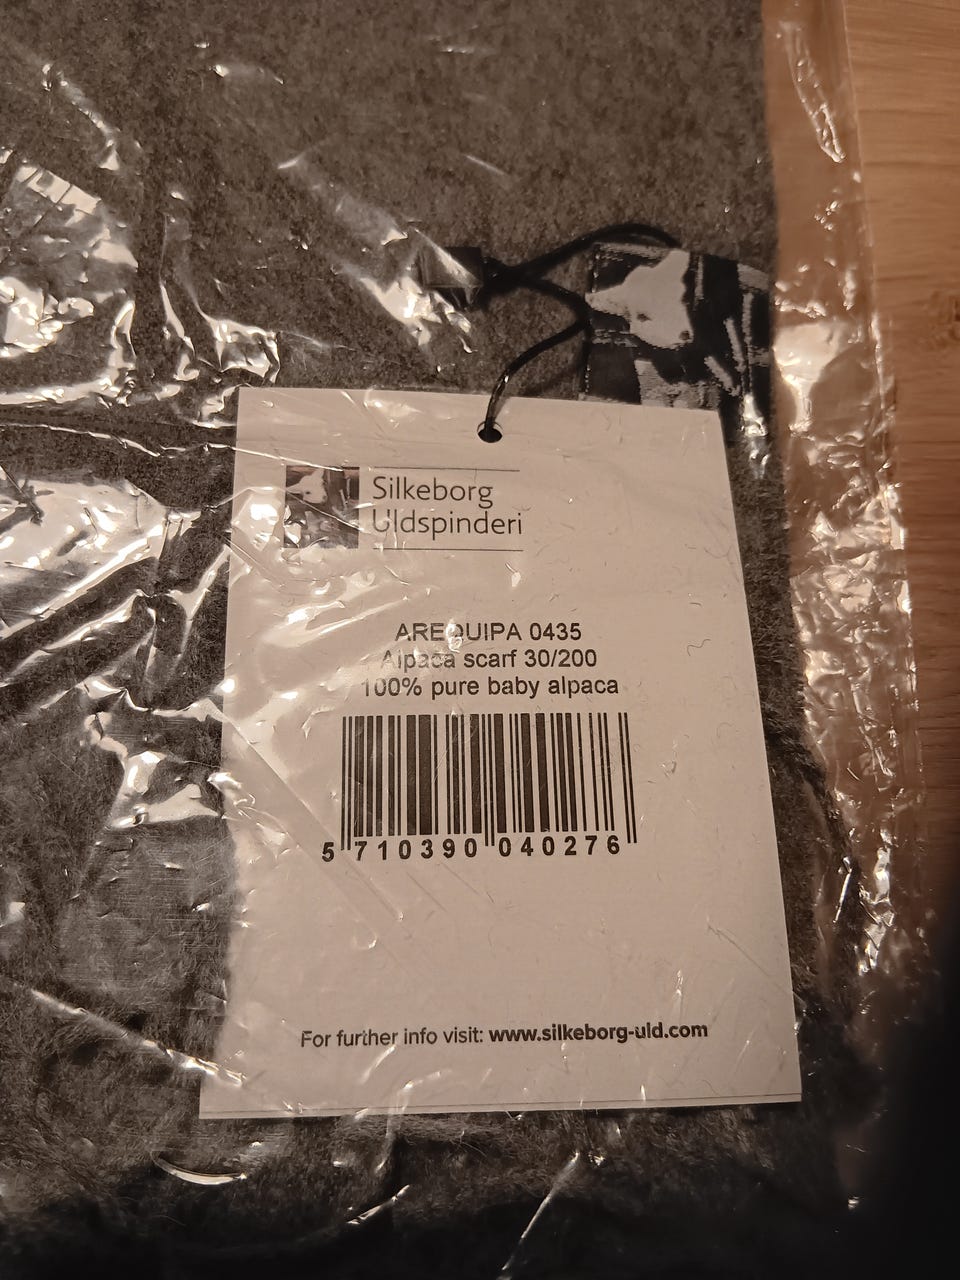 Silkeborg
Uldspinderi
AREQUIPA 0435
Alpaca scarf 30/200
100% pure baby alpaca
5 710390 040276
For further info visit: www.silkeborg-uld.com